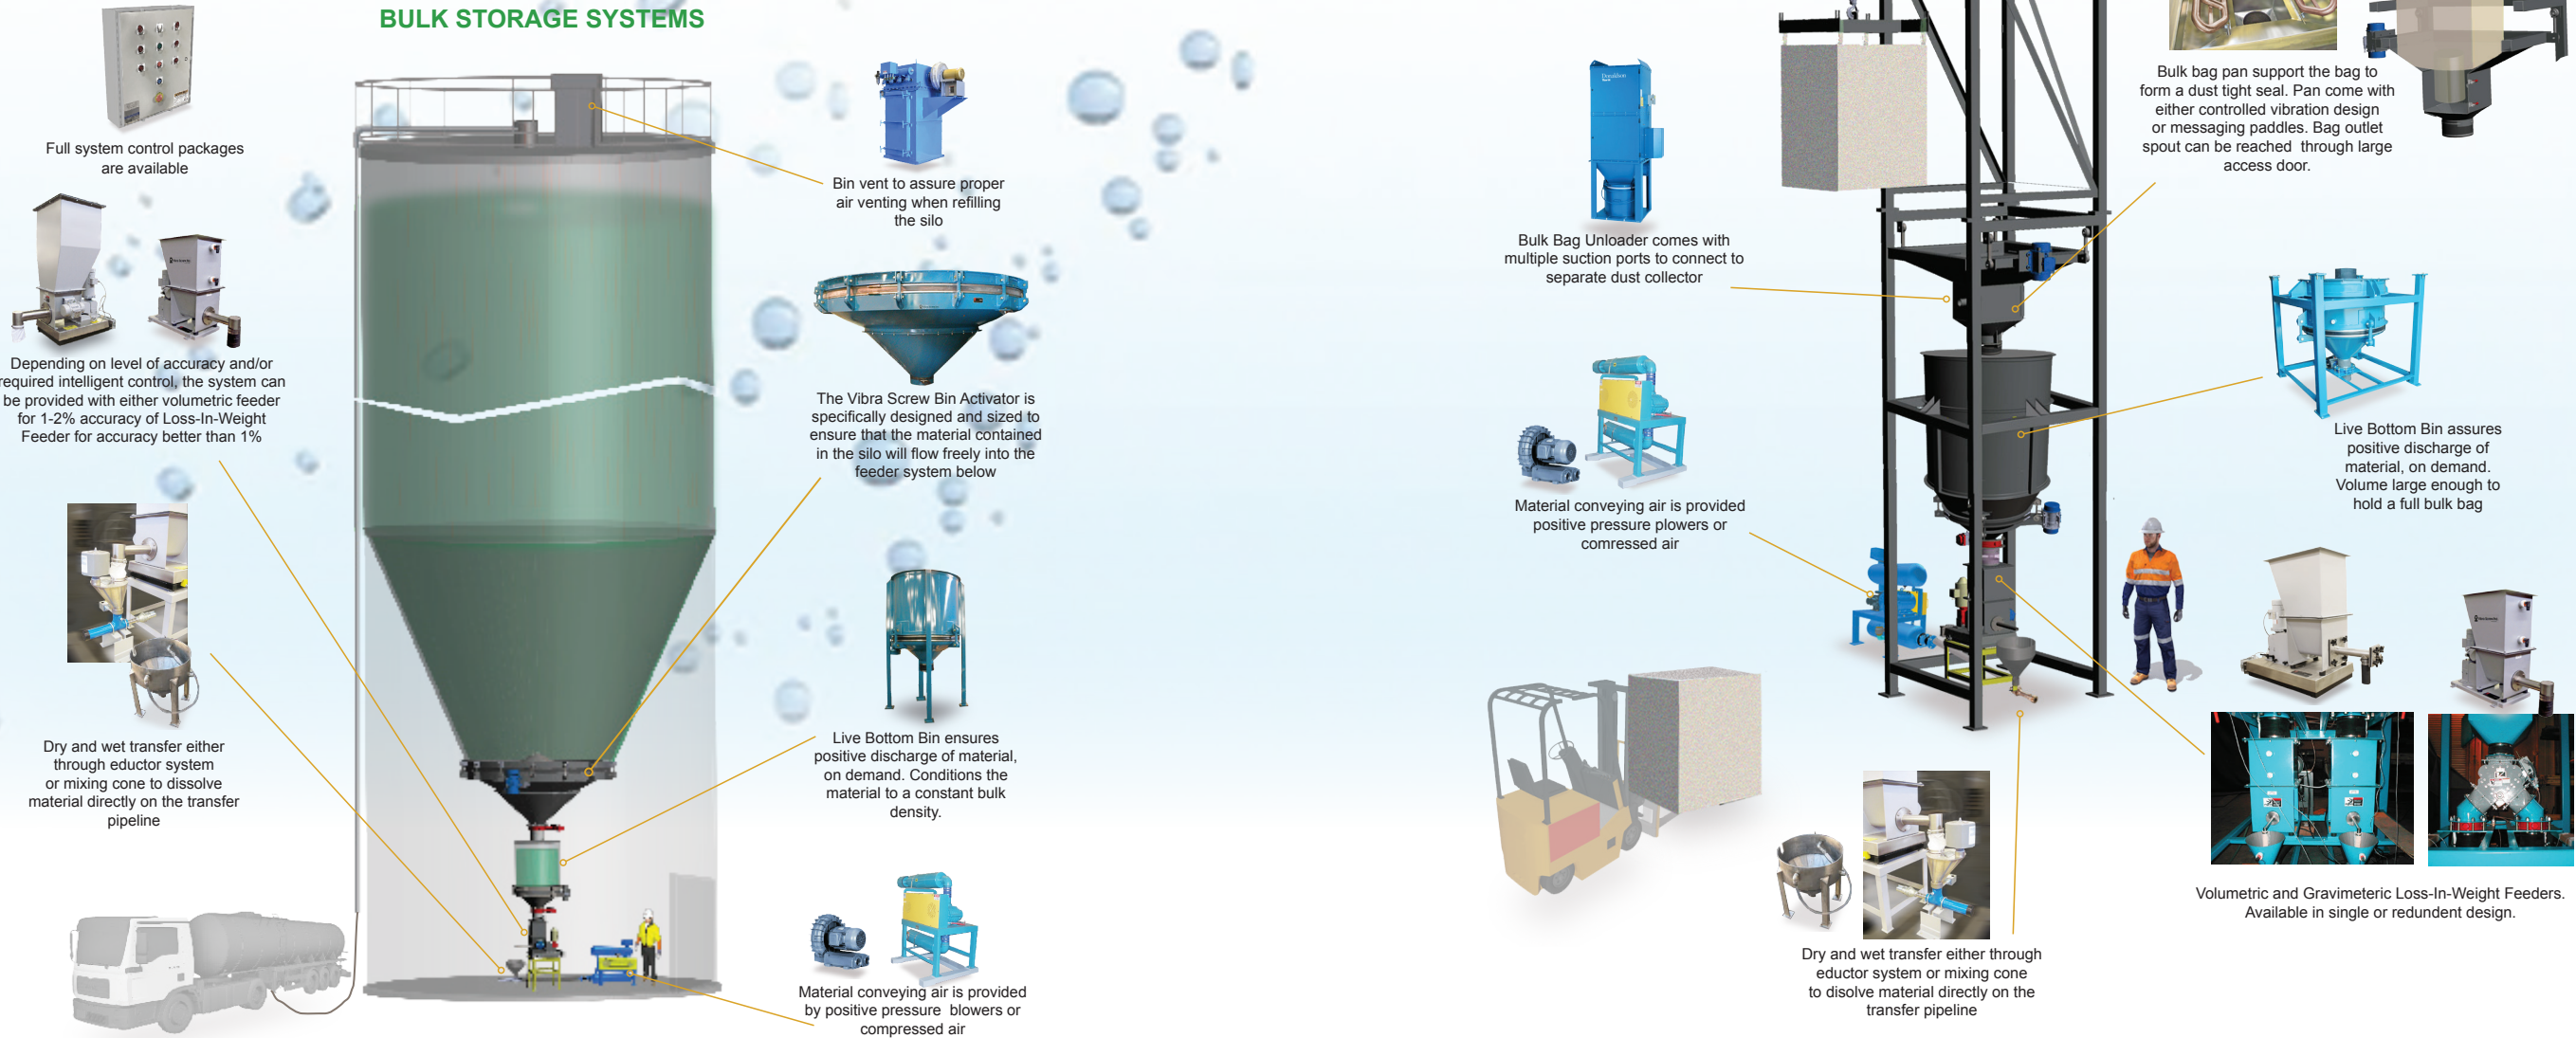 BULK STORAGE SYSTEMS
Full system control packages
are available
Depending on level of accuracy and/or
required intelligent control, the system can
be provided with either volumetric feeder
for 1-2% accuracy of Loss-In-Weight
Feeder for accuracy better than 1%
Dry and wet transfer either
through eductor system
or mixing cone to dissolve
material directly on the transfer
pipeline
Bin vent to assure proper
air venting when refilling
the silo
The Vibra Screw Bin Activator is
specifically designed and sized to
ensure that the material contained
in the silo will flow freely into the
feeder system below
Live Bottom Bin ensures
positive discharge of material,
on demand. Conditions the
material to a constant bulk
density.
Material conveying air is provided
by positive pressure blowers or
compressed air
Donaldson
Bulk Bag Unloader comes with
multiple suction ports to connect to
separate dust collector
Material conveying air is provided
positive pressure plowers or
comressed air
Bulk bag pan support the bag to
form a dust tight seal. Pan come with
either controlled vibration design
or messaging paddles. Bag outlet
spout can be reached through large
access door.
Live Bottom Bin assures
positive discharge of
material, on demand.
Volume large enough to
hold a full bulk bag
Volumetric and Gravimeteric Loss-In-Weight Feeders.
Available in single or redundent design.
Dry and wet transfer either through
eductor system or mixing cone
to disolve material directly on the
transfer pipeline